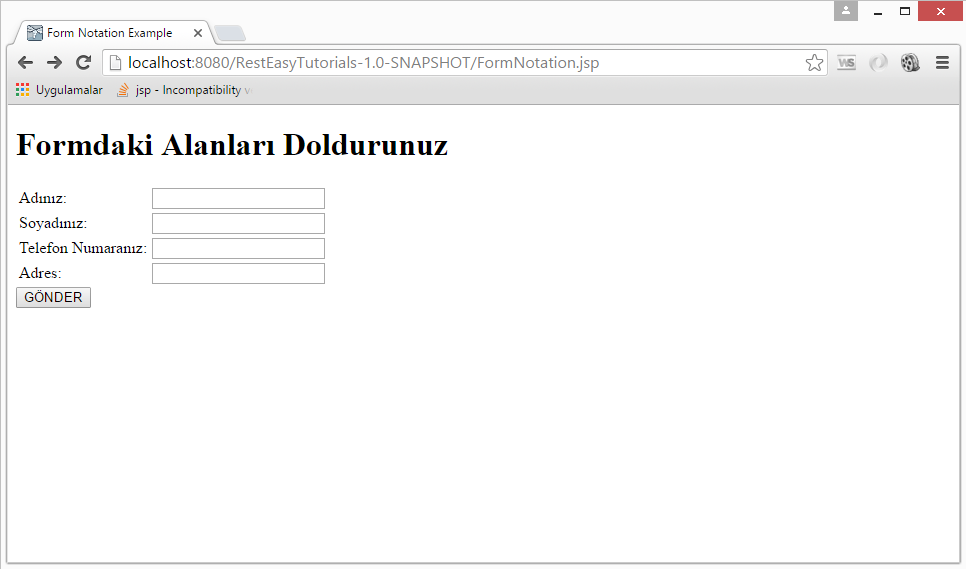 Form Notation Example
localhost:8080/RestEasyTutorials-1.0-SNAPSHOT/FormNotation.jsp
WS
Uygulamalar jsp - Incompatibility
Formdaki Alanları Doldurunuz
Adınız:
Soyadınız:
Telefon Numaranız:
Adres:
GÖNDER